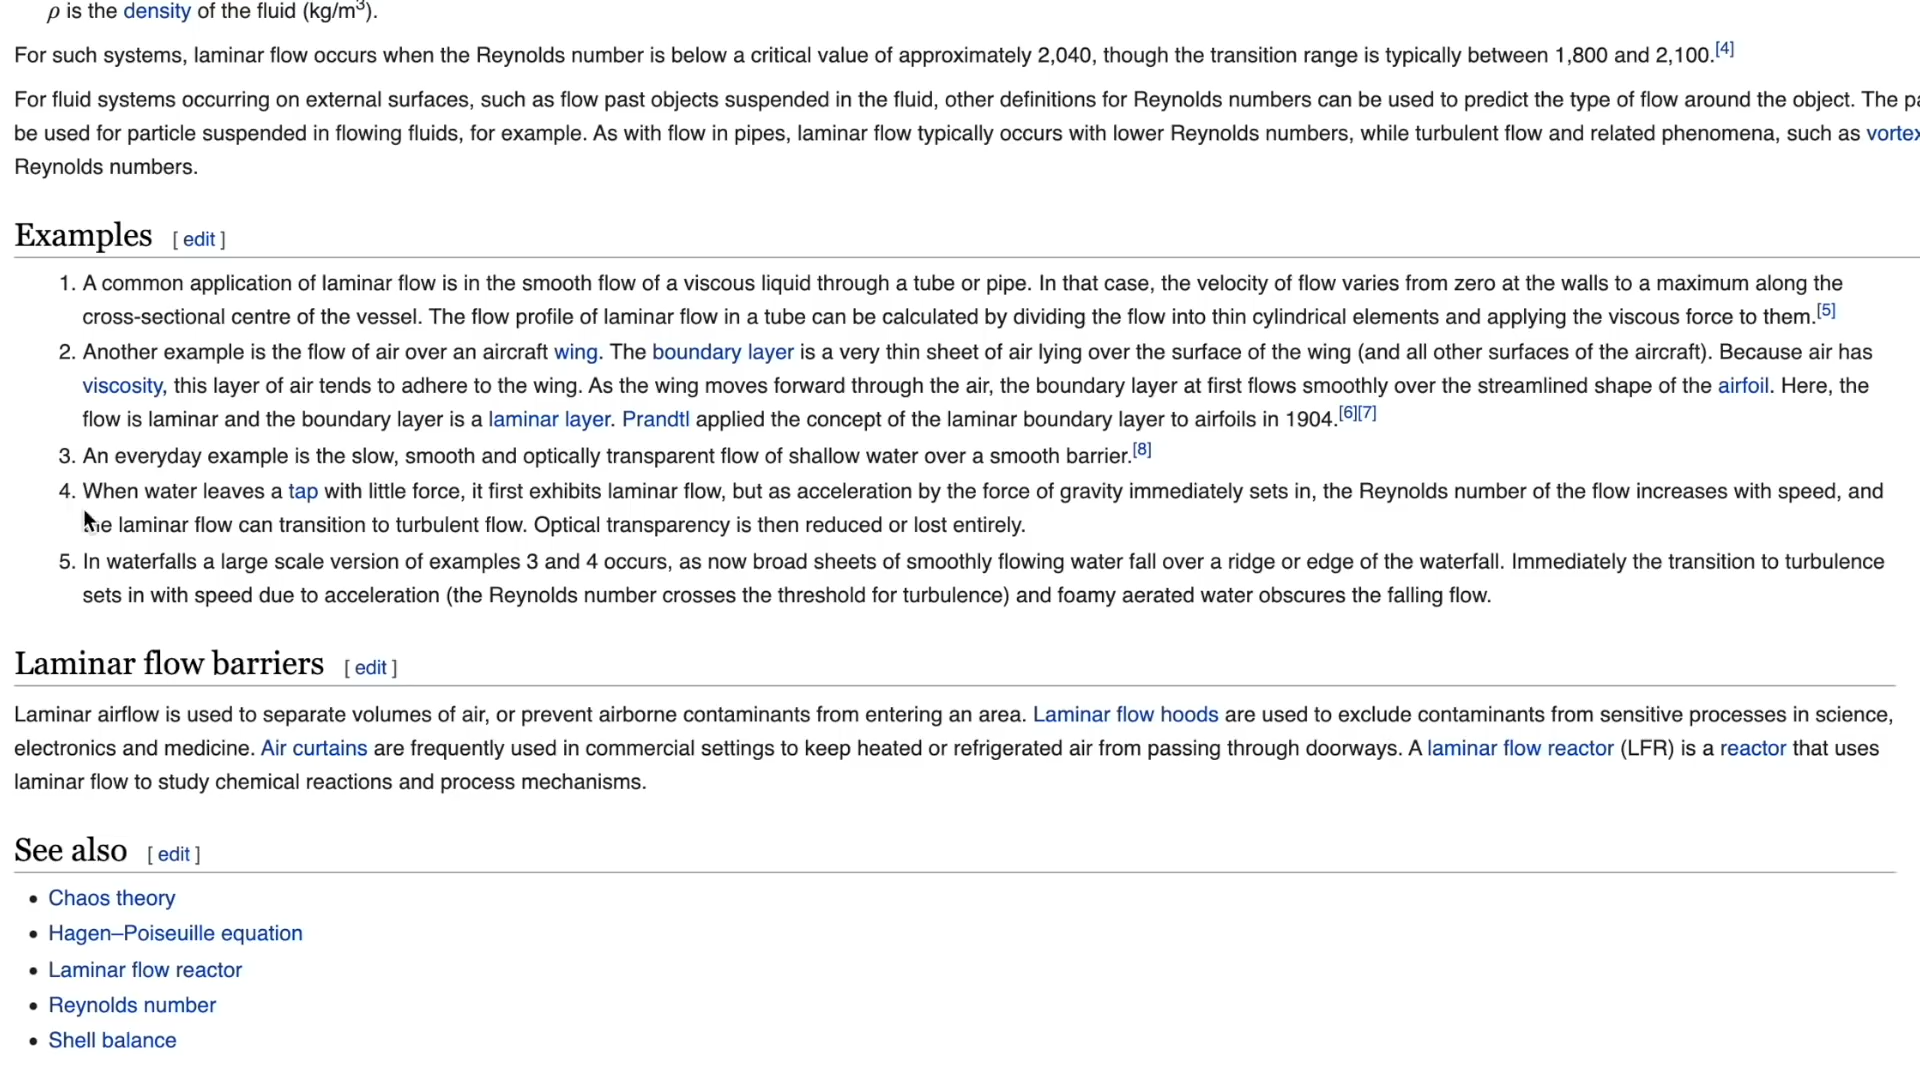 ρ is the density of the fluid (kg/m³).
For such systems, laminar flow occurs when the Reynolds number is below a critical value of approximately 2,040, though the transition range is typically between 1,800 and 2,100.[4]
For fluid systems occurring on external surfaces, such as flow past objects suspended in the fluid, other definitions for Reynolds numbers can be used to predict the type of flow around the object. The
be used for particle suspended in flowing fluids, for example. As with flow in pipes, laminar flow typically occurs with lower Reynolds numbers, while turbulent flow and related phenomena, such as vortex
Reynolds numbers.
Examples [ edit ]
1. A common application of laminar flow is in the smooth flow of a viscous liquid through a tube or pipe. In that case, the velocity of flow varies from zero at the walls to a maximum along the
cross-sectional centre of the vessel. The flow profile of laminar flow in a tube can be calculated by dividing the flow into thin cylindrical elements and applying the viscous force to them.[5]
2. Another example is the flow of air over an aircraft wing. The boundary layer is a very thin sheet of air lying over the surface of the wing (and all other surfaces of the aircraft). Because air has
viscosity, this layer of air tends to adhere to the wing. As the wing moves forward through the air, the boundary layer at first flows smoothly over the streamlined shape of the airfoil. Here, the
flow is laminar and the boundary layer is a laminar layer. Prandtl applied the concept of the laminar boundary layer to airfoils in 1904.[6][7]
3. An everyday example is the slow, smooth and optically transparent flow of shallow water over a smooth barrier.[8]
4. When water leaves a tap with little force, it first exhibits laminar flow, but as acceleration by the force of gravity immediately sets in, the Reynolds number of the flow increases with speed, and
the laminar flow can transition to turbulent flow. Optical transparency is then reduced or lost entirely.
5. In waterfalls a large scale version of examples 3 and 4 occurs, as now broad sheets of smoothly flowing water fall over a ridge or edge of the waterfall. Immediately the transition to turbulence
sets in with speed due to acceleration (the Reynolds number crosses the threshold for turbulence) and foamy aerated water obscures the falling flow.
Laminar flow barriers [ edit ]
Laminar airflow is used to separate volumes of air, or prevent airborne contaminants from entering an area. Laminar flow hoods are used to exclude contaminants from sensitive processes in science,
electronics and medicine. Air curtains are frequently used in commercial settings to keep heated or refrigerated air from passing through doorways. A laminar flow reactor (LFR) is a reactor that uses
laminar flow to study chemical reactions and process mechanisms.
See also [ edit ]
• Chaos theory
• Hagen–Poiseuille equation
• Laminar flow reactor
• Reynolds number
• Shell balance